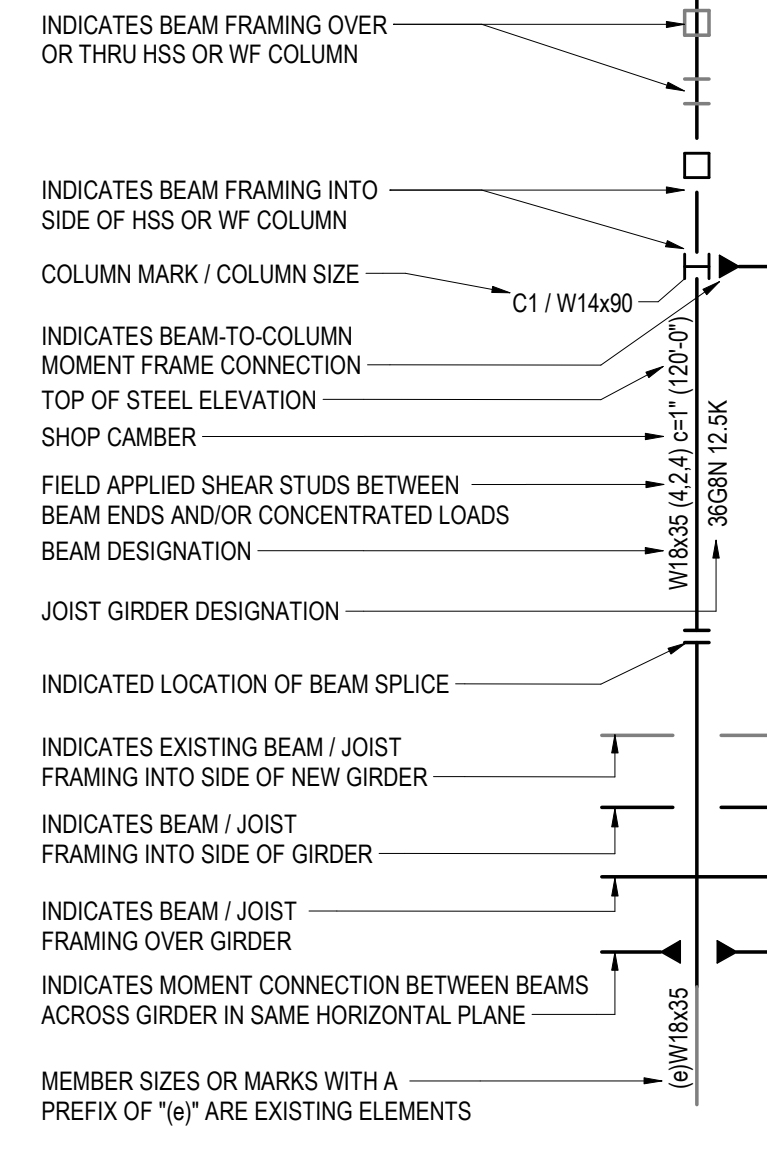 INDICATES BEAM FRAMING OVER
OR THRU HSS OR WF COLUMN
INDICATES BEAM FRAMING INTO
SIDE OF HSS OR WF COLUMN
COLUMN MARK / COLUMN SIZE
C1 / W14x90
INDICATES BEAM-TO-COLUMN
MOMENT FRAME CONNECTION
TOP OF STEEL ELEVATION
SHOP CAMBER
FIELD APPLIED SHEAR STUDS BETWEEN
BEAM ENDS AND/OR CONCENTRATED LOADS
BEAM DESIGNATION
W18x35 (4,2,4) c=1" (120'-0")
36G8N 12.5K
JOIST GIRDER DESIGNATION
INDICATED LOCATION OF BEAM SPLICE
INDICATES EXISTING BEAM / JOIST
FRAMING INTO SIDE OF NEW GIRDER
INDICATES BEAM / JOIST
FRAMING INTO SIDE OF GIRDER
INDICATES BEAM / JOIST
FRAMING OVER GIRDER
INDICATES MOMENT CONNECTION BETWEEN BEAMS
ACROSS GIRDER IN SAME HORIZONTAL PLANE
(e)W18x35
MEMBER SIZES OR MARKS WITH A
PREFIX OF "(e)" ARE EXISTING ELEMENTS